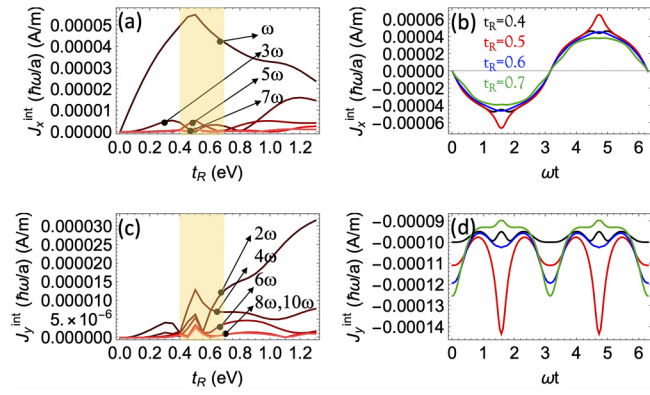 (a)
J_x^int (ħω/a) (A/m)
0.00005
0.00004
0.00003
0.00002
0.00001
0.00000
ω
3ω
5ω
7ω
0.0 0.2 0.4 0.6 0.8 1.0 1.2
t_R (eV)
(b)
J_x^int (ħω/a) (A/m)
0.00006
0.00004
0.00002
0.00000
-0.00002
-0.00004
-0.00006
t_R=0.4
t_R=0.5
t_R=0.6
t_R=0.7
0 1 2 3 4 5 6
ωt
(c)
J_y^int (ħω/a) (A/m)
0.000030
0.000025
0.000020
0.000015
0.000010
5.×10^-6
0.000000
2ω
4ω
6ω
8ω,10ω
0.0 0.2 0.4 0.6 0.8 1.0 1.2
t_R (eV)
(d)
J_y^int (ħω/a) (A/m)
-0.00009
-0.00010
-0.00011
-0.00012
-0.00013
-0.00014
0 1 2 3 4 5 6
ωt